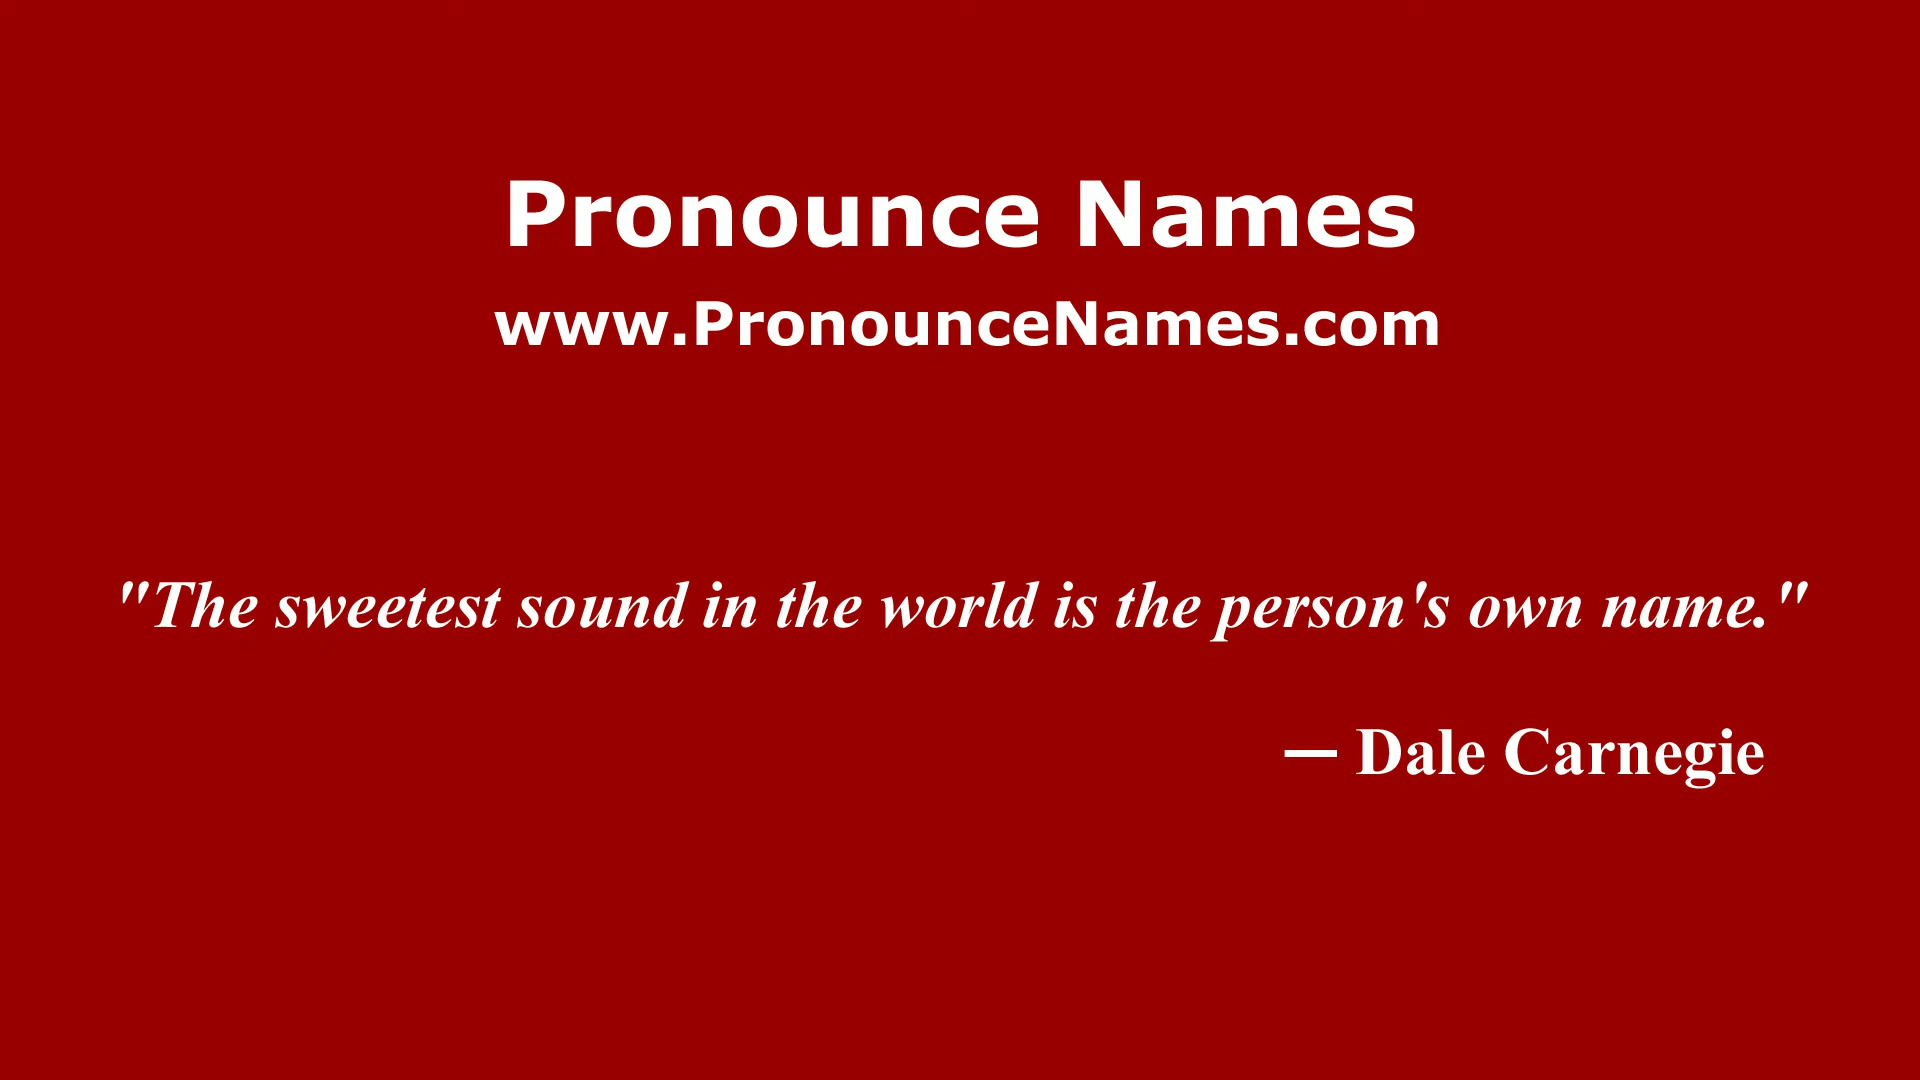 Pronounce Names
www.PronounceNames.com
"The sweetest sound in the world is the person's own name."
— Dale Carnegie